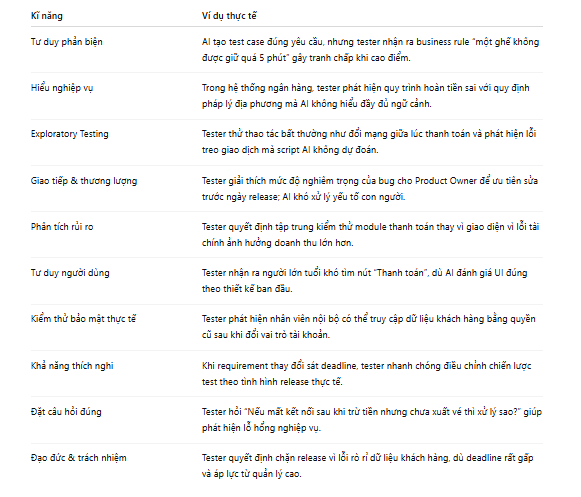 Kĩ năng Ví dụ thực tế
Tư duy phản biện AI tạo test case đúng yêu cầu, nhưng tester nhận ra business rule “một ghế không
được giữ quá 5 phút” gây tranh chấp khi cao điểm.
Hiểu nghiệp vụ Trong hệ thống ngân hàng, tester phát hiện quy trình hoàn tiền sai với quy định
pháp lý địa phương mà AI không hiểu đầy đủ ngữ cảnh.
Exploratory Testing Tester thử thao tác bất thường như đổi mạng giữa lúc thanh toán và phát hiện lỗi
treo giao dịch mà script AI không dự đoán.
Giao tiếp & thương lượng Tester giải thích mức độ nghiêm trọng của bug cho Product Owner để ưu tiên sửa
trước ngày release; AI khó xử lý yếu tố con người.
Phân tích rủi ro Tester quyết định tập trung kiểm thử module thanh toán thay vì giao diện vì lỗi tài
chính ảnh hưởng doanh thu lớn hơn.
Tư duy người dùng Tester nhận ra người lớn tuổi khó tìm nút “Thanh toán”, dù AI đánh giá UI đúng
theo thiết kế ban đầu.
Kiểm thử bảo mật thực tế Tester phát hiện nhân viên nội bộ có thể truy cập dữ liệu khách hàng bằng quyền
cũ sau khi đổi vai trò tài khoản.
Khả năng thích nghi Khi requirement thay đổi sát deadline, tester nhanh chóng điều chỉnh chiến lược
test theo tình hình release thực tế.
Đặt câu hỏi đúng Tester hỏi “Nếu mất kết nối sau khi trừ tiền nhưng chưa xuất vé thì xử lý sao?” giúp
phát hiện lỗ hổng nghiệp vụ.
Đạo đức & trách nhiệm Tester quyết định chặn release vì lỗi rò rỉ dữ liệu khách hàng, dù deadline rất gấp
và áp lực từ quản lý cao.